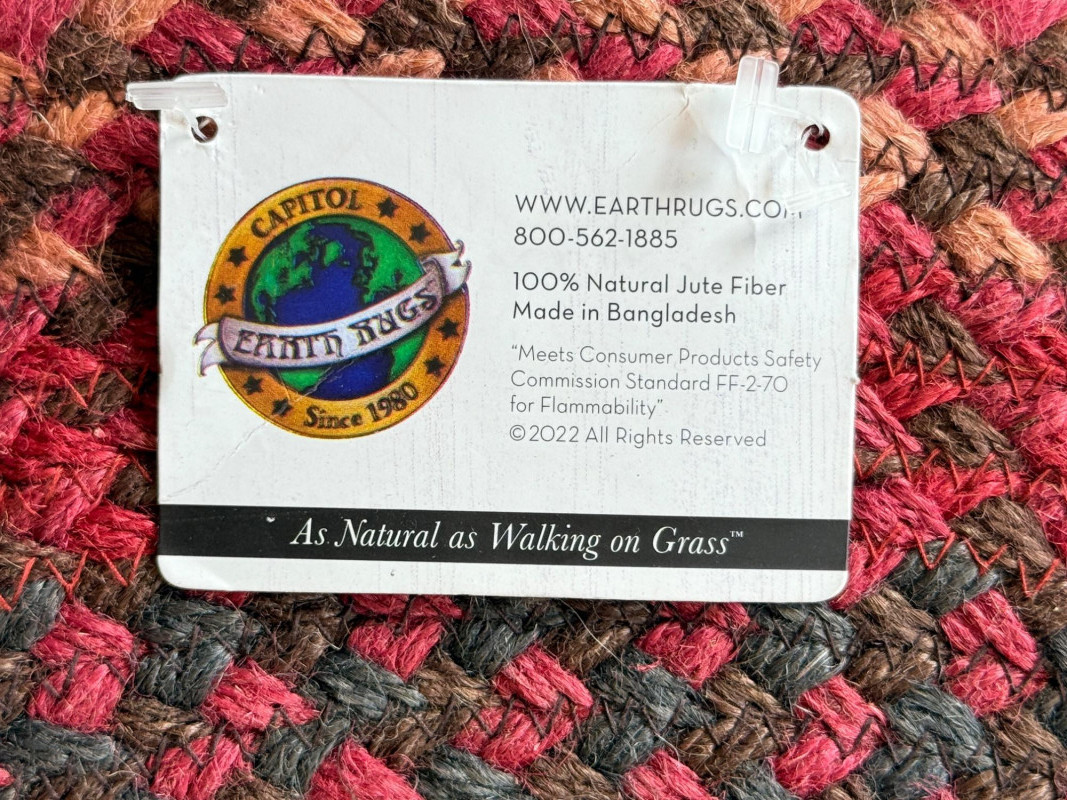 CAPITOL
EARTH RUGS
Since 1980
WWW.EARTHRUGS.COM
800-562-1885
100% Natural Jute Fiber
Made in Bangladesh
“Meets Consumer Products Safety
Commission Standard FF-2-70
for Flammability”
©2022 All Rights Reserved
As Natural as Walking on Grass™